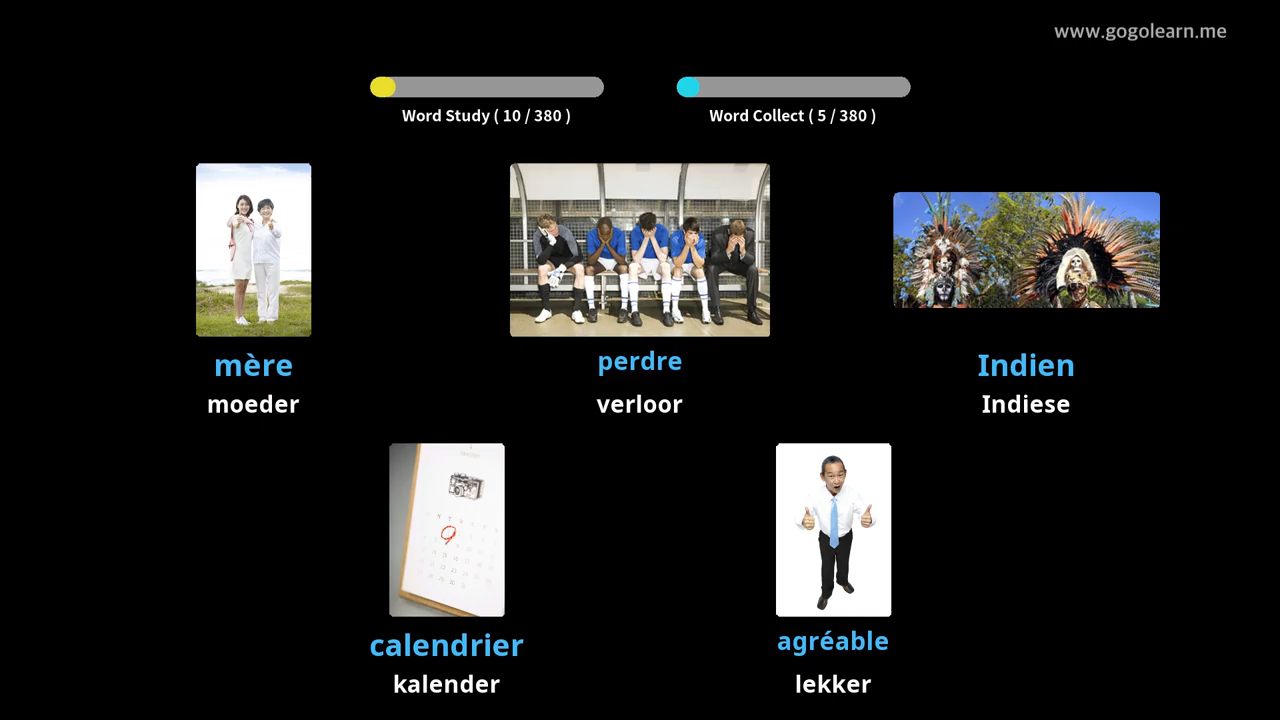 www.gogolearn.me
Word Study ( 10 / 380 )
Word Collect ( 5 / 380 )
mère
moeder
perdre
verloor
Indien
Indiese
calendrier
kalender
agréable
lekker